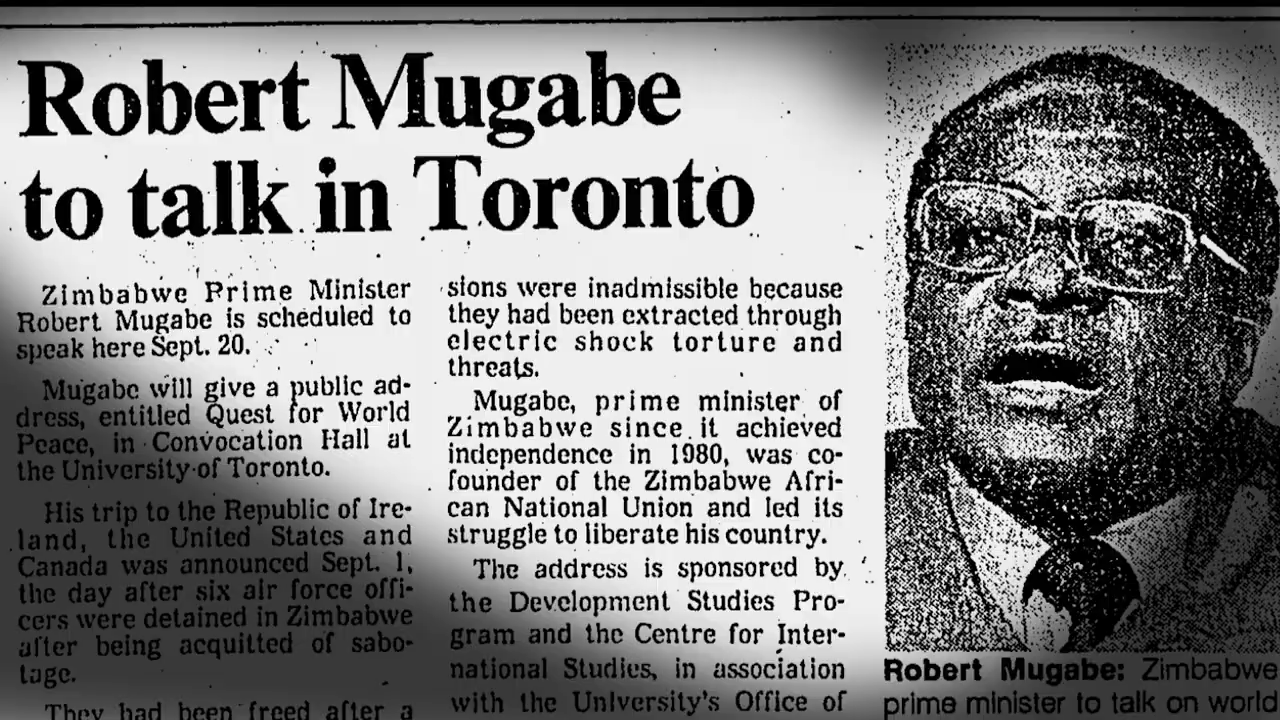 Robert Mugabe
to talk in Toronto
Zimbabwe Prime Minister
Robert Mugabe is scheduled to
speak here Sept. 20.
Mugabe will give a public ad-
dress, entitled Quest for World
Peace, in Convocation Hall at
the University of Toronto.
His trip to the Republic of Ire-
land, the United States and
Canada was announced Sept. 1,
the day after six air force offi-
cers were detained in Zimbabwe
after being acquitted of sabo-
tage.
They had been freed after a
sions were inadmissible because
they had been extracted through
electric shock torture and
threats.
Mugabe, prime minister of
Zimbabwe since it achieved
independence in 1980, was co-
founder of the Zimbabwe Afri-
can National Union and led its
struggle to liberate his country.
The address is sponsored by
the Development Studies Pro-
gram and the Centre for Inter-
national Studies, in association
with the University's Office of
Robert Mugabe: Zimbabwe
prime minister to talk on world